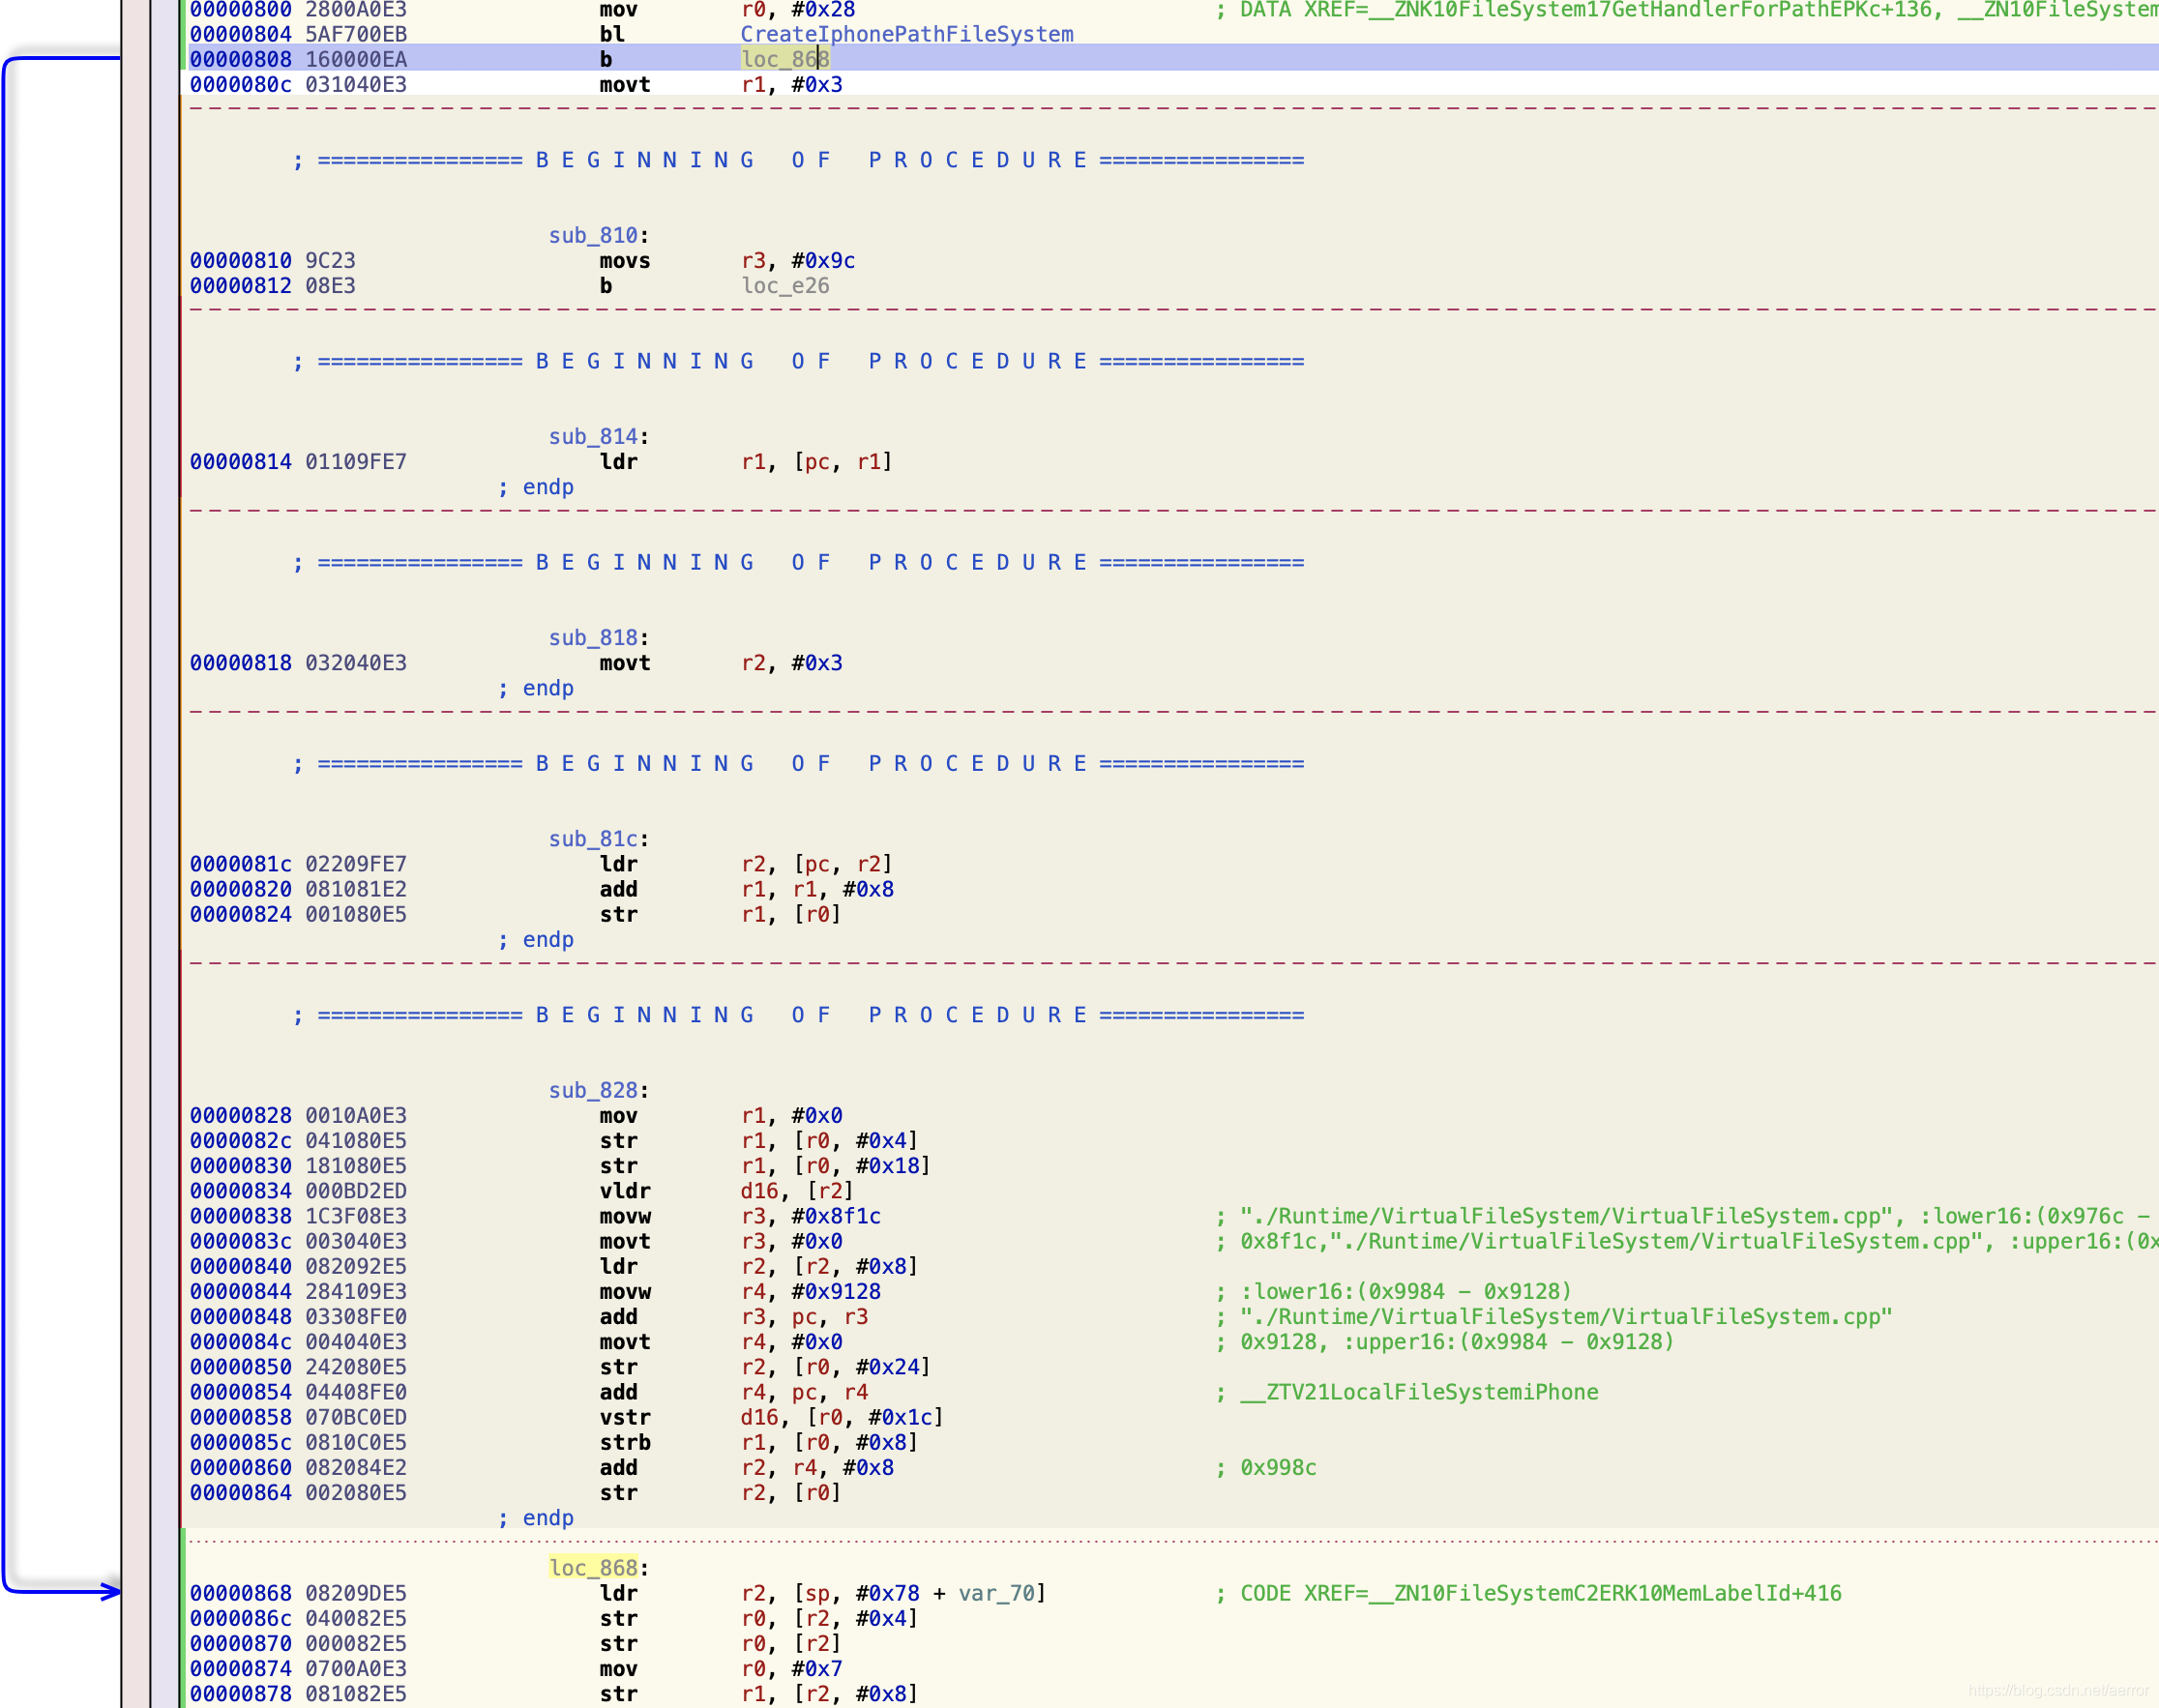 00000800 2800A0E3 mov r0, #0x28 ; DATA XREF=__ZNK10FileSystem17GetHandlerForPathEPKc+136, __ZN10FileSystem
00000804 5AF700EB bl CreateIphonePathFileSystem
00000808 160000EA b loc_868
0000080c 031040E3 movt r1, #0x3
; ================ B E G I N N I N G   O F   P R O C E D U R E ================
sub_810:
00000810 9C23 movs r3, #0x9c
00000812 08E3 b loc_e26
; ================ B E G I N N I N G   O F   P R O C E D U R E ================
sub_814:
00000814 01109FE7 ldr r1, [pc, r1]
; endp
; ================ B E G I N N I N G   O F   P R O C E D U R E ================
sub_818:
00000818 032040E3 movt r2, #0x3
; endp
; ================ B E G I N N I N G   O F   P R O C E D U R E ================
sub_81c:
0000081c 02209FE7 ldr r2, [pc, r2]
00000820 081081E2 add r1, r1, #0x8
00000824 001080E5 str r1, [r0]
; endp
; ================ B E G I N N I N G   O F   P R O C E D U R E ================
sub_828:
00000828 0010A0E3 mov r1, #0x0
0000082c 041080E5 str r1, [r0, #0x4]
00000830 181080E5 str r1, [r0, #0x18]
00000834 000BD2ED vldr d16, [r2]
00000838 1C3F08E3 movw r3, #0x8f1c ; "./Runtime/VirtualFileSystem/VirtualFileSystem.cpp", :lower16:(0x976c -
0000083c 003040E3 movt r3, #0x0 ; 0x8f1c,"./Runtime/VirtualFileSystem/VirtualFileSystem.cpp", :upper16:(0x
00000840 082092E5 ldr r2, [r2, #0x8]
00000844 284109E3 movw r4, #0x9128 ; :lower16:(0x9984 - 0x9128)
00000848 03308FE0 add r3, pc, r3 ; "./Runtime/VirtualFileSystem/VirtualFileSystem.cpp"
0000084c 004040E3 movt r4, #0x0 ; 0x9128, :upper16:(0x9984 - 0x9128)
00000850 242080E5 str r2, [r0, #0x24]
00000854 04408FE0 add r4, pc, r4 ; __ZTV21LocalFileSystemiPhone
00000858 070BC0ED vstr d16, [r0, #0x1c]
0000085c 0810C0E5 strb r1, [r0, #0x8]
00000860 082084E2 add r2, r4, #0x8 ; 0x998c
00000864 002080E5 str r2, [r0]
; endp
loc_868:
00000868 08209DE5 ldr r2, [sp, #0x78 + var_70] ; CODE XREF=__ZN10FileSystemC2ERK10MemLabelId+416
0000086c 040082E5 str r0, [r2, #0x4]
00000870 000082E5 str r0, [r2]
00000874 0700A0E3 mov r0, #0x7
00000878 081082E5 str r1, [r2, #0x8]
https://blog.csdn.net/aerror